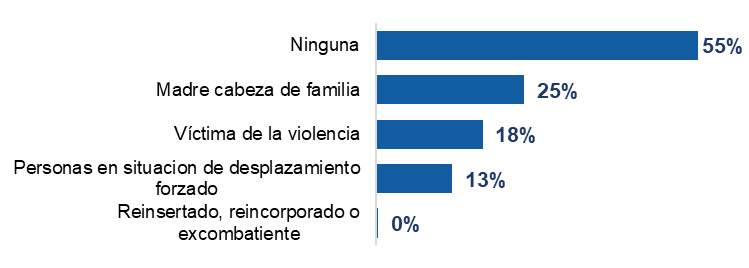 Ninguna 55%
Madre cabeza de familia 25%
Víctima de la violencia 18%
Personas en situacion de desplazamiento
forzado 13%
Reinsertado, reincorporado o
excombatiente 0%